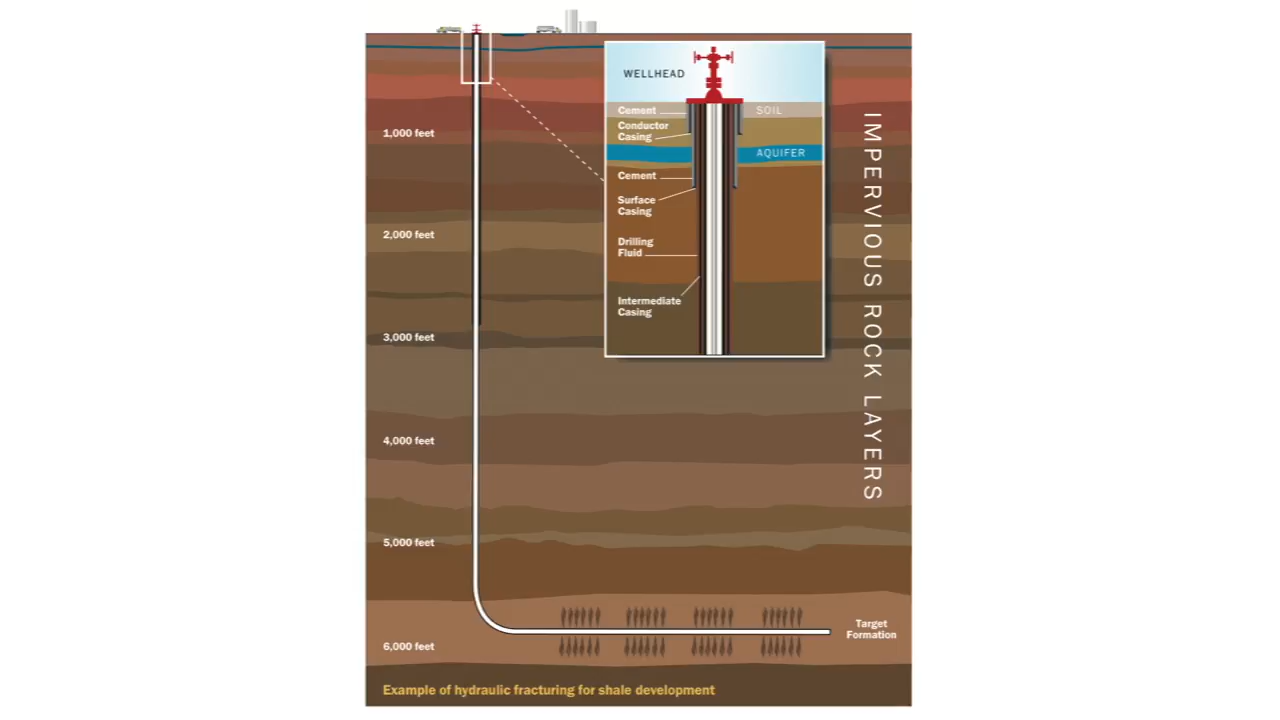 WELLHEAD
Cement
SOIL
Conductor
Casing
AQUIFER
Cement
Surface
Casing
Drilling
Fluid
Intermediate
Casing
1,000 feet
2,000 feet
3,000 feet
4,000 feet
5,000 feet
6,000 feet
IMPERVIOUS ROCK LAYERS
Target
Formation
Example of hydraulic fracturing for shale development